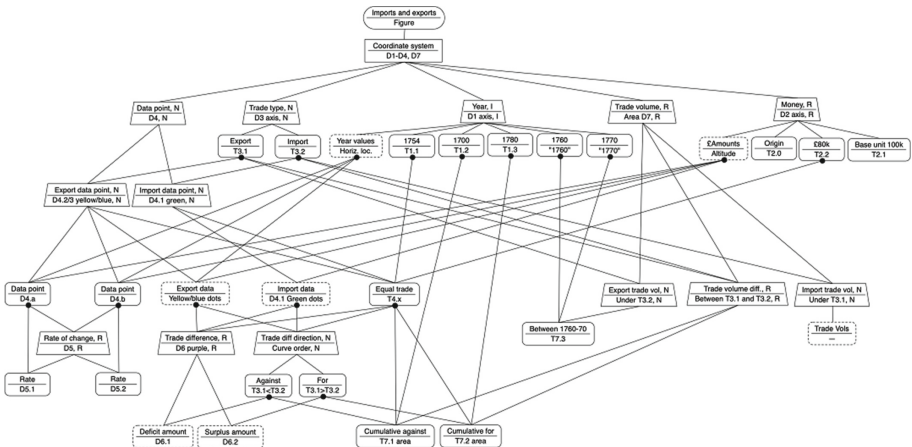 Imports and exports
Figure
Coordinate system
D1-D4, D7
Data point, N
D4, N
Trade type, N
D3 axis, N
Year, I
D1 axis, I
Trade volume, R
Area D7, R
Money, R
D2 axis, R
Export
T3.1
Import
T3.2
Year values
Horiz. loc.
1754
T1.1
1700
T1.2
1780
T1.3
1760
"1760"
1770
"1770"
£Amounts
Altitude
Origin
T2.0
£80k
T2.2
Base unit 100k
T2.1
Export data point, N
D4.2/3 yellow/blue, N
Import data point, N
D4.1 green, N
Data point
D4.a
Data point
D4.b
Export data
Yellow/blue dots
Import data
D4.1 Green dots
Equal trade
T4.x
Export trade vol, N
Under T3.2, N
Trade volume diff., R
Between T3.1 and T3.2, R
Import trade vol, N
Under T3.1, N
Rate of change, R
D5, R
Trade difference, R
D6 purple, R
Trade diff direction, N
Curve order, N
Between 1760-70
T7.3
Trade Vols
—
Rate
D5.1
Rate
D5.2
Against
T3.1<T3.2
For
T3.1>T3.2
Deficit amount
D6.1
Surplus amount
D6.2
Cumulative against
T7.1 area
Cumulative for
T7.2 area